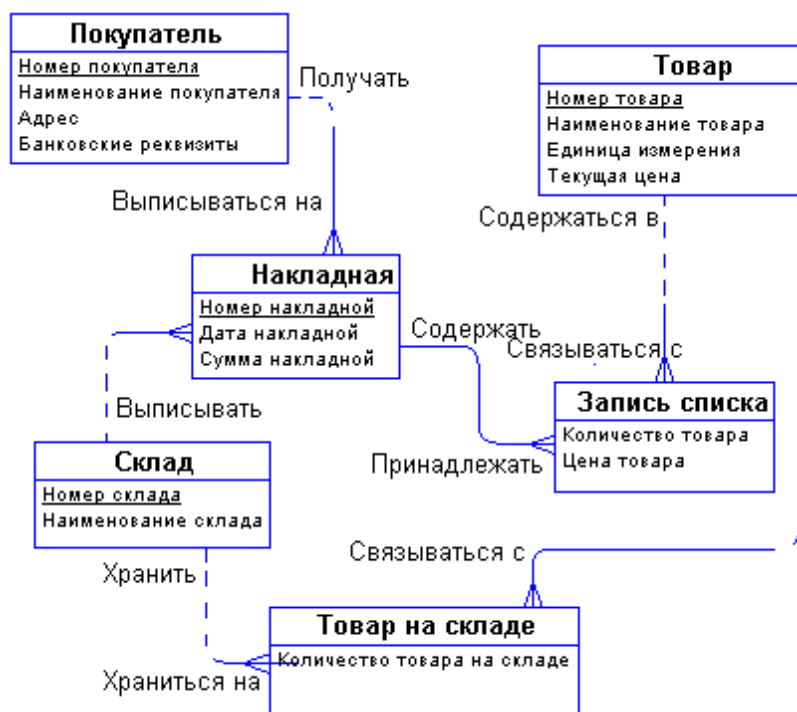 Покупатель
Номер покупателя
Наименование покупателя
Адрес
Банковские реквизиты
Получать
Товар
Номер товара
Наименование товара
Единица измерения
Текущая цена
Выписываться на
Содержаться в
Накладная
Номер накладной
Дата накладной
Сумма накладной
Содержать
Связываться с
Запись списка
Количество товара
Цена товара
Выписывать
Принадлежать
Склад
Номер склада
Наименование склада
Хранить
Связываться с
Товар на складе
Количество товара на складе
Храниться на